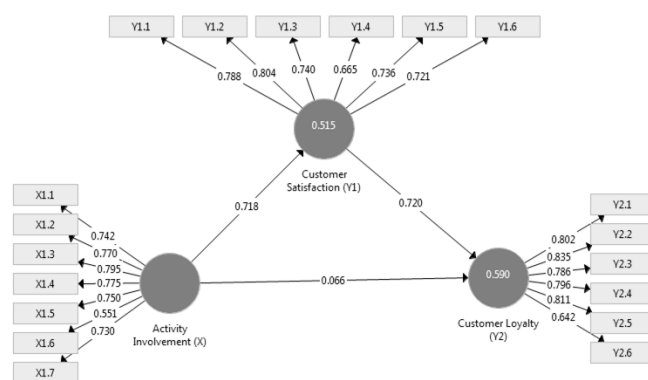 Y1.1
Y1.2
Y1.3
Y1.4
Y1.5
Y1.6
0.788
0.804
0.740
0.665
0.736
0.721
0.515
Customer
Satisfaction (Y1)
0.718
0.720
X1.1
X1.2
X1.3
X1.4
X1.5
X1.6
X1.7
0.742
0.770
0.795
0.775
0.750
0.551
0.730
Activity
Involvement (X)
0.066
0.590
Customer Loyalty
(Y2)
0.802
0.835
0.786
0.796
0.811
0.642
Y2.1
Y2.2
Y2.3
Y2.4
Y2.5
Y2.6